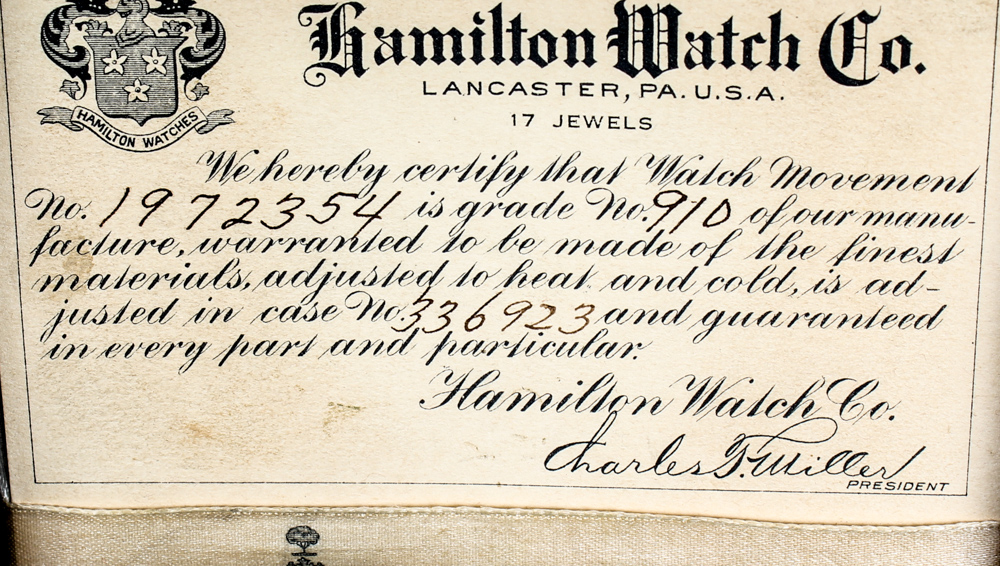 Hamilton Watch Co.
LANCASTER, PA. U.S.A.
17 JEWELS
HAMILTON WATCHES
We hereby certify that Watch Movement
No. 1972354 is grade No. 910 of our manu-
facture, warranted to be made of the finest
materials, adjusted to heat and cold, is ad-
justed in case No. 336923 and guaranteed
in every part and particular.
Hamilton Watch Co.
Charles F. Miller
PRESIDENT